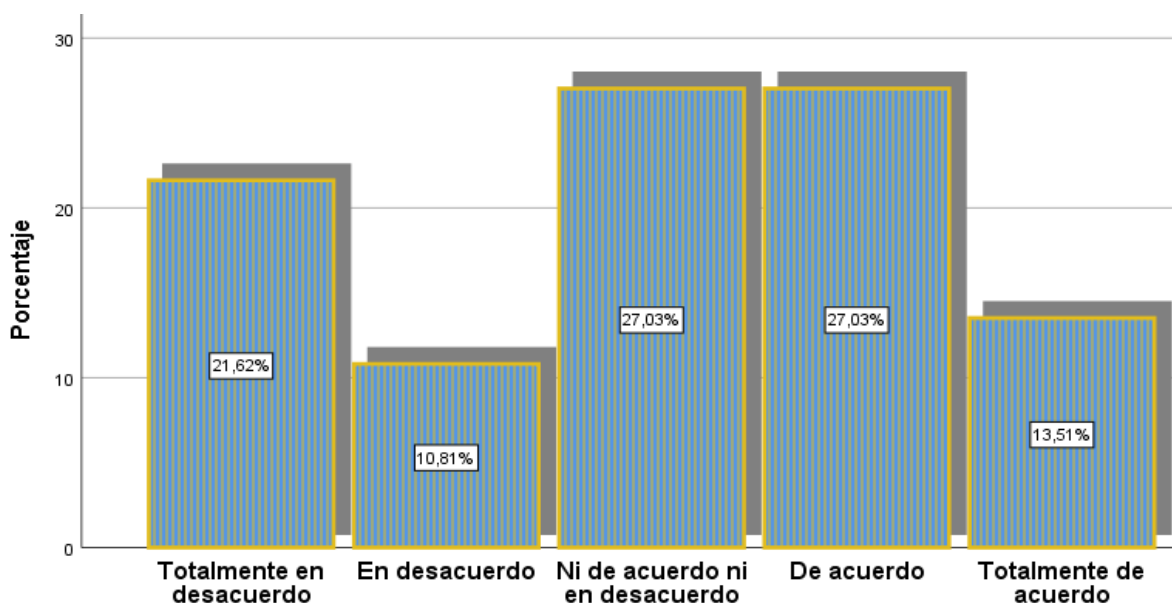 Porcentaje
30
20
10
0
21,62%
10,81%
27,03%
27,03%
13,51%
Totalmente en
desacuerdo
En desacuerdo
Ni de acuerdo ni
en desacuerdo
De acuerdo
Totalmente de
acuerdo